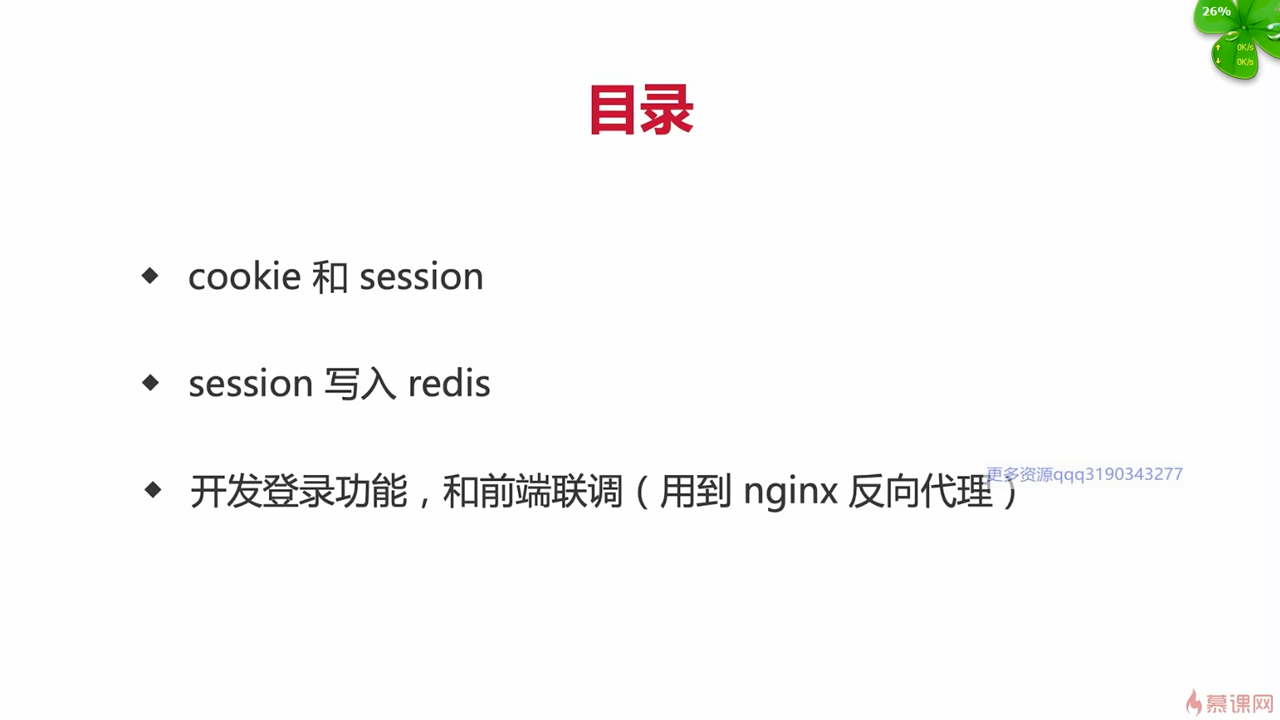 26%
0K/s
0K/s
目录
cookie 和 session
session 写入 redis
更多资源qqq3190343277
开发登录功能，和前端联调（用到 nginx 反向代理）
慕课网